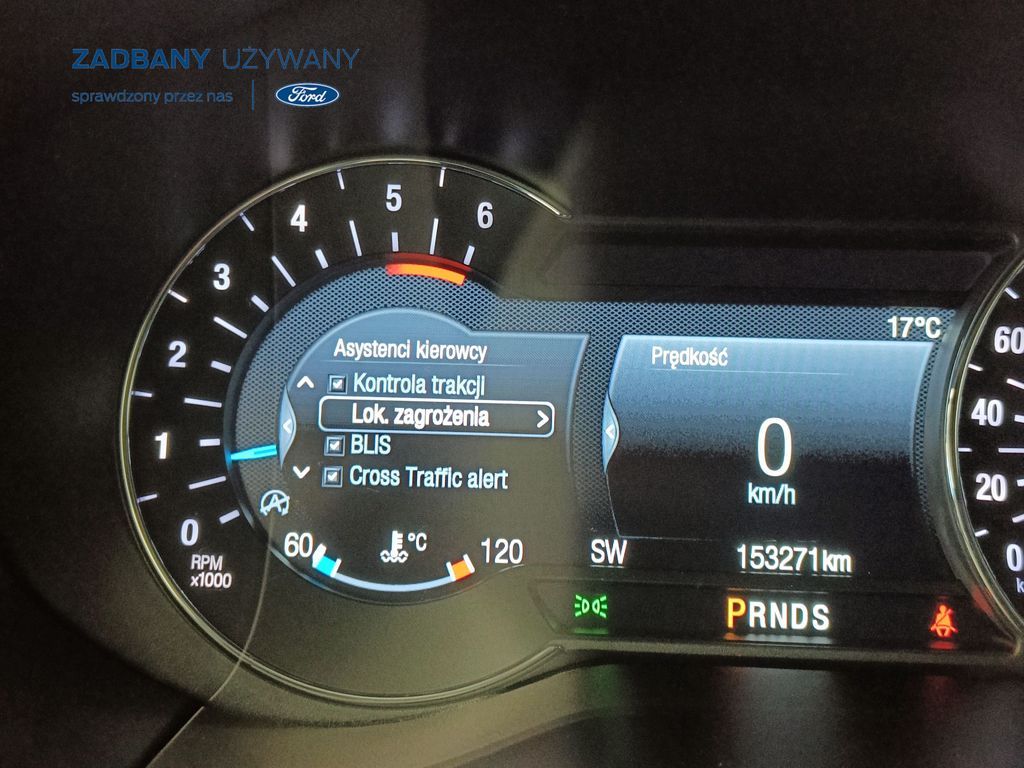 ZADBANY UŻYWANY
sprawdzony przez nas
Ford
0
1
2
3
4
5
6
RPM
x1000
Asystenci kierowcy
Kontrola trakcji
Lok. zagrożenia
BLIS
Cross Traffic alert
60
°C
120
17°C
Prędkość
0
km/h
SW
153271km
PRNDS
60
40
20
0